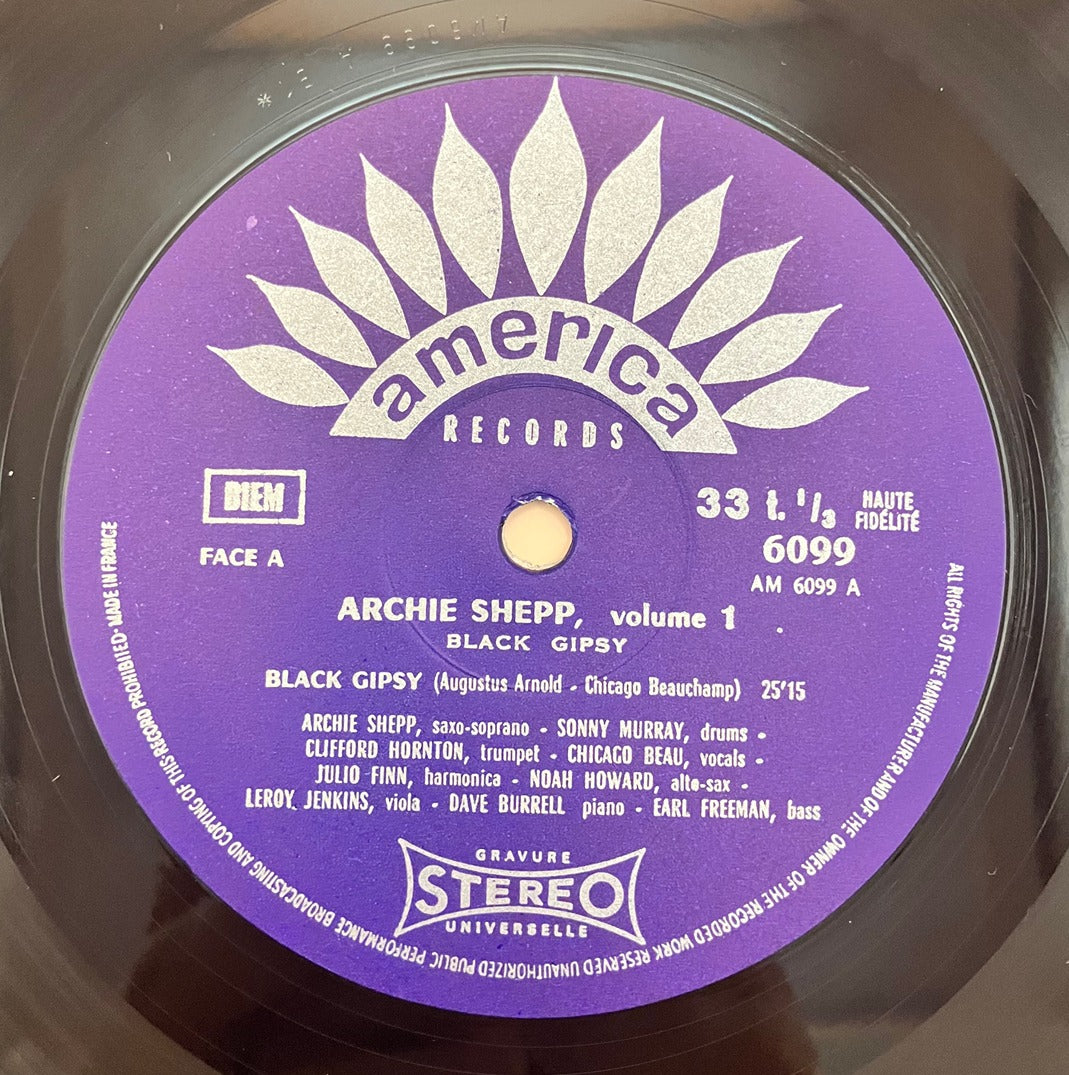 america
RECORDS
BIEM
FACE A
33 t. 1/3
HAUTE
FIDÉLITÉ
6099
AM 6099 A
ARCHIE SHEPP, volume 1
BLACK GIPSY
BLACK GIPSY (Augustus Arnold - Chicago Beauchamp) 25'15
ARCHIE SHEPP, saxo-soprano - SONNY MURRAY, drums -
CLIFFORD HORNTON, trumpet - CHICACO BEAU, vocals -
JULIO FINN, harmonica - NOAH HOWARD, alto-sax -
LEROY JENKINS, viola - DAVE BURRELL piano - EARL FREEMAN, bass
GRAVURE
STEREO
UNIVERSELLE
ALL RIGHTS OF THE MANUFACTURER AND OF THE OWNER OF THE RECORDED WORK RESERVED UNAUTHORIZED PUBLIC PERFORMANCE BROADCASTING AND COPYING OF THIS RECORD PROHIBITED - MADE IN FRANCE